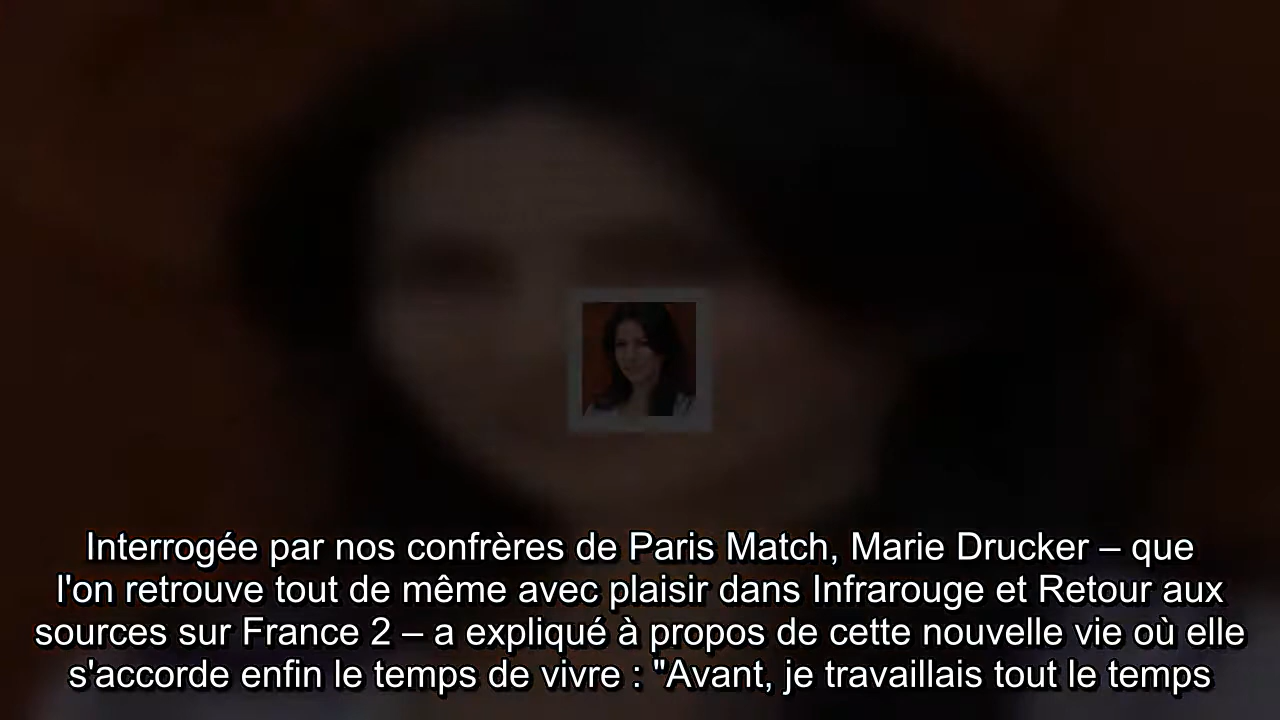 Interrogée par nos confrères de Paris Match, Marie Drucker – que
l'on retrouve tout de même avec plaisir dans Infrarouge et Retour aux
sources sur France 2 – a expliqué à propos de cette nouvelle vie où elle
s'accorde enfin le temps de vivre : "Avant, je travaillais tout le temps